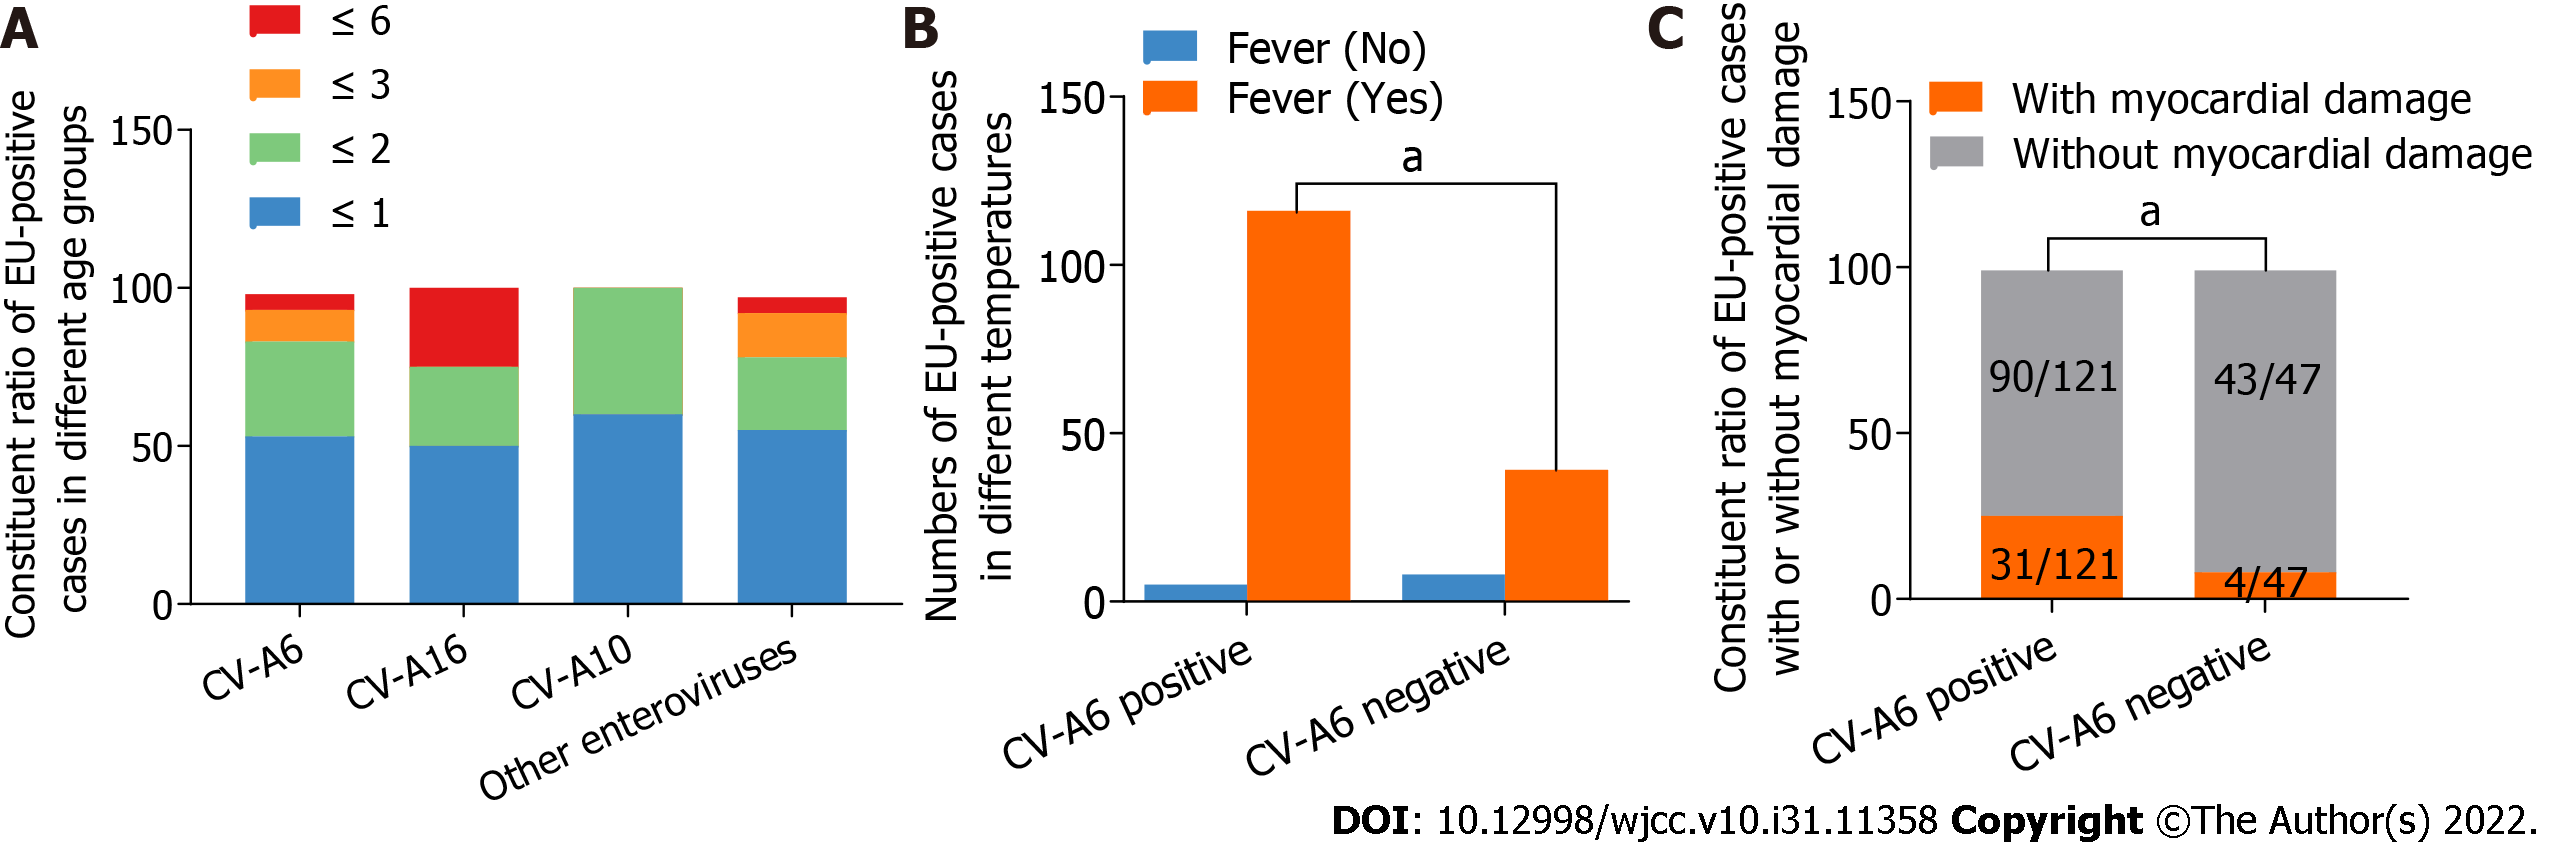 A
≤ 6
≤ 3
≤ 2
≤ 1
Constituent ratio of EU-positive
cases in different age groups
150
100
50
0
CV-A6
CV-A16
CV-A10
Other enteroviruses
B
Fever (No)
Fever (Yes)
Numbers of EU-positive cases
in different temperatures
150
100
50
0
a
CV-A6 positive
CV-A6 negative
C
With myocardial damage
Without myocardial damage
Constituent ratio of EU-positive cases
with or without myocardial damage
150
100
50
0
a
90/121
43/47
31/121
4/47
CV-A6 positive
CV-A6 negative
DOI: 10.12998/wjcc.v10.i31.11358 Copyright ©The Author(s) 2022.